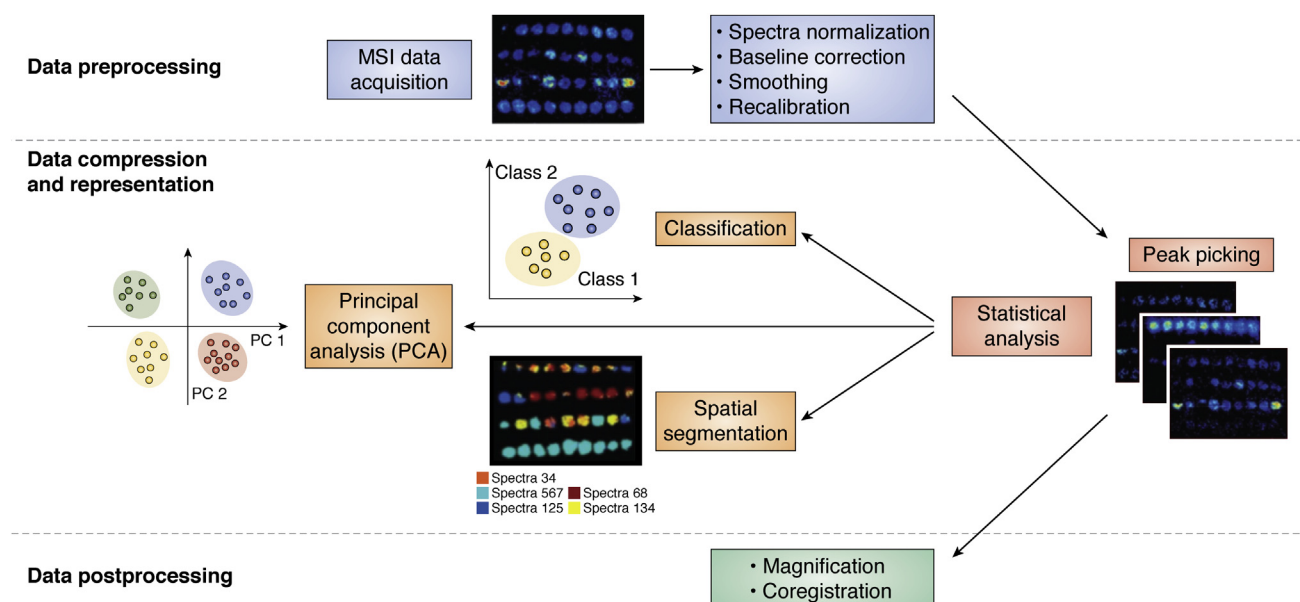 Data preprocessing
MSI data
acquisition
• Spectra normalization
• Baseline correction
• Smoothing
• Recalibration
Data compression
and representation
Class 2
Class 1
Classification
Peak picking
Principal
component
analysis (PCA)
PC 1
PC 2
Statistical
analysis
Spatial
segmentation
Spectra 34
Spectra 567
Spectra 68
Spectra 125
Spectra 134
Data postprocessing
• Magnification
• Coregistration